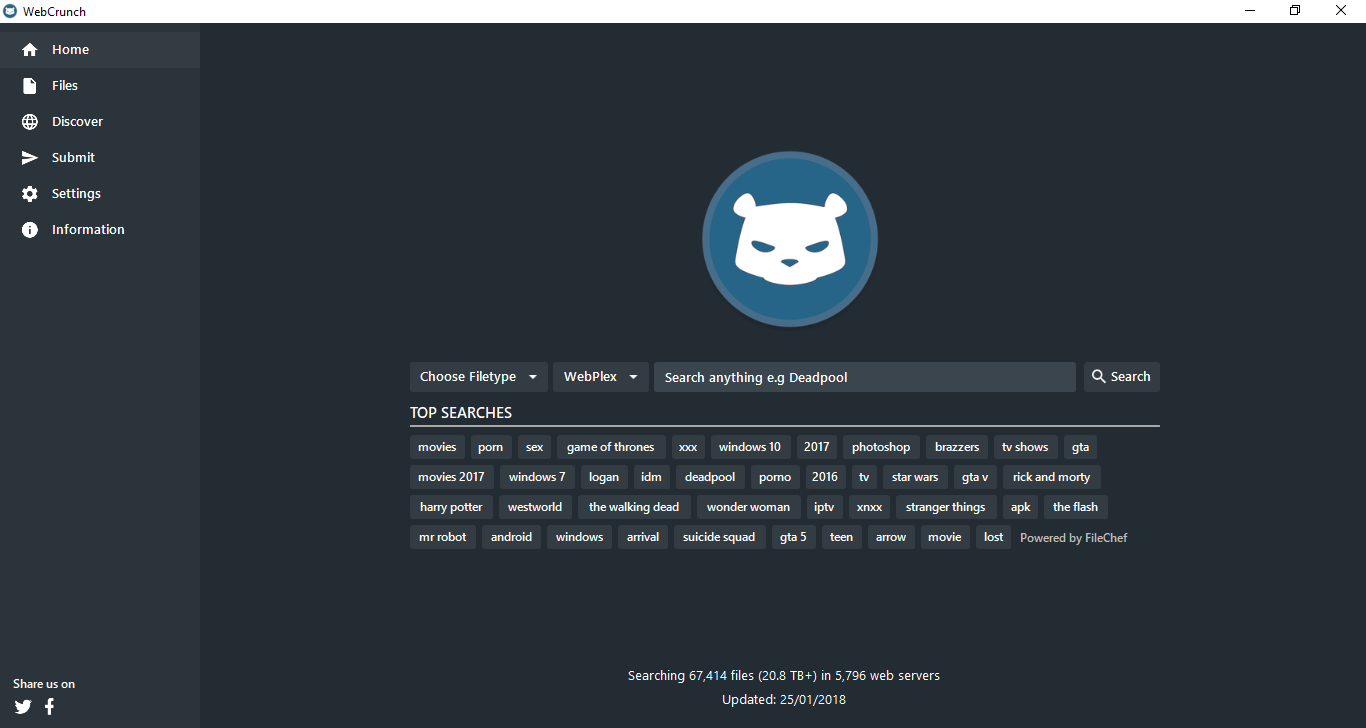 WebCrunch
Home
Files
Discover
Submit
Settings
Information
Choose Filetype WebPlex Search anything e.g Deadpool Search
TOP SEARCHES
movies porn sex game of thrones xxx windows 10 2017 photoshop brazzers tv shows gta
movies 2017 windows 7 logan idm deadpool porno 2016 tv star wars gta v rick and morty
harry potter westworld the walking dead wonder woman iptv xnxx stranger things apk the flash
mr robot android windows arrival suicide squad gta 5 teen arrow movie lost Powered by FileChef
Searching 67,414 files (20.8 TB+) in 5,796 web servers
Updated: 25/01/2018
Share us on